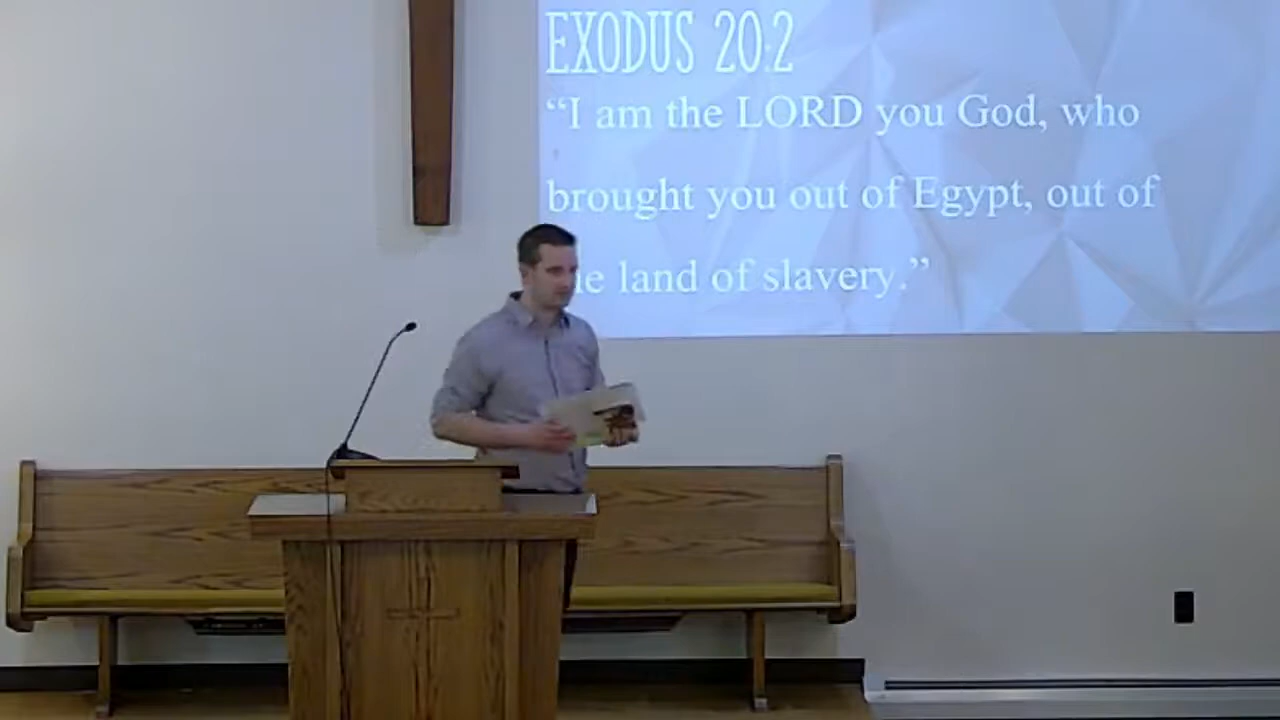 EXODUS 20:2
“I am the LORD you God, who
brought you out of Egypt, out of
land of slavery.”